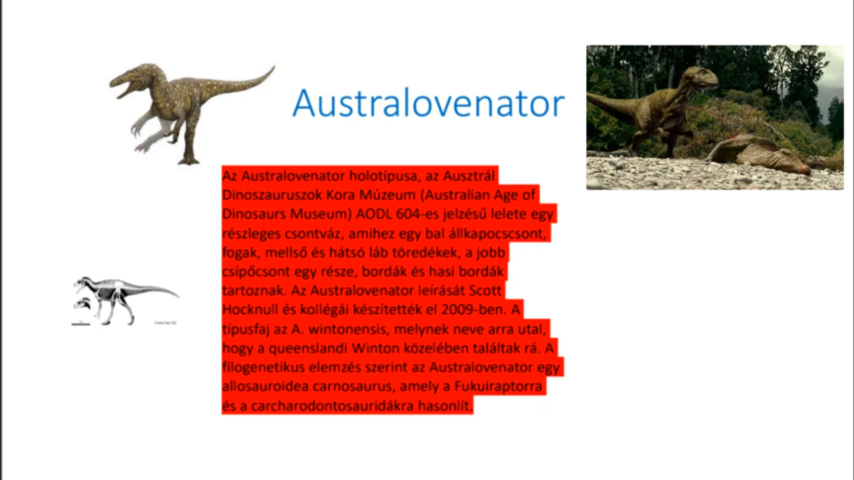 Australovenator
Az Australovenator holotípusa, az Ausztrál
Dinoszauruszok Kora Múzeum (Australian Age of
Dinosaurs Museum) AODL 604-es jelzésű lelete egy
részleges csontváz, amihez egy bal állkapocscsont,
fogak, mellső és hátsó láb töredékek, a jobb
csípőcsont egy része, bordák és hasi bordák
tartoznak. Az Australovenator leírását Scott
Hocknull és kollégái készítették el 2009-ben. A
típusfaj az A. wintonensis, melynek neve arra utal,
hogy a queenslandi Winton közelében találtak rá. A
filogenetikus elemzés szerint az Australovenator egy
allosauroidea carnosaurus, amely a Fukuiraptorra
és a carcharodontosauridákra hasonlít.